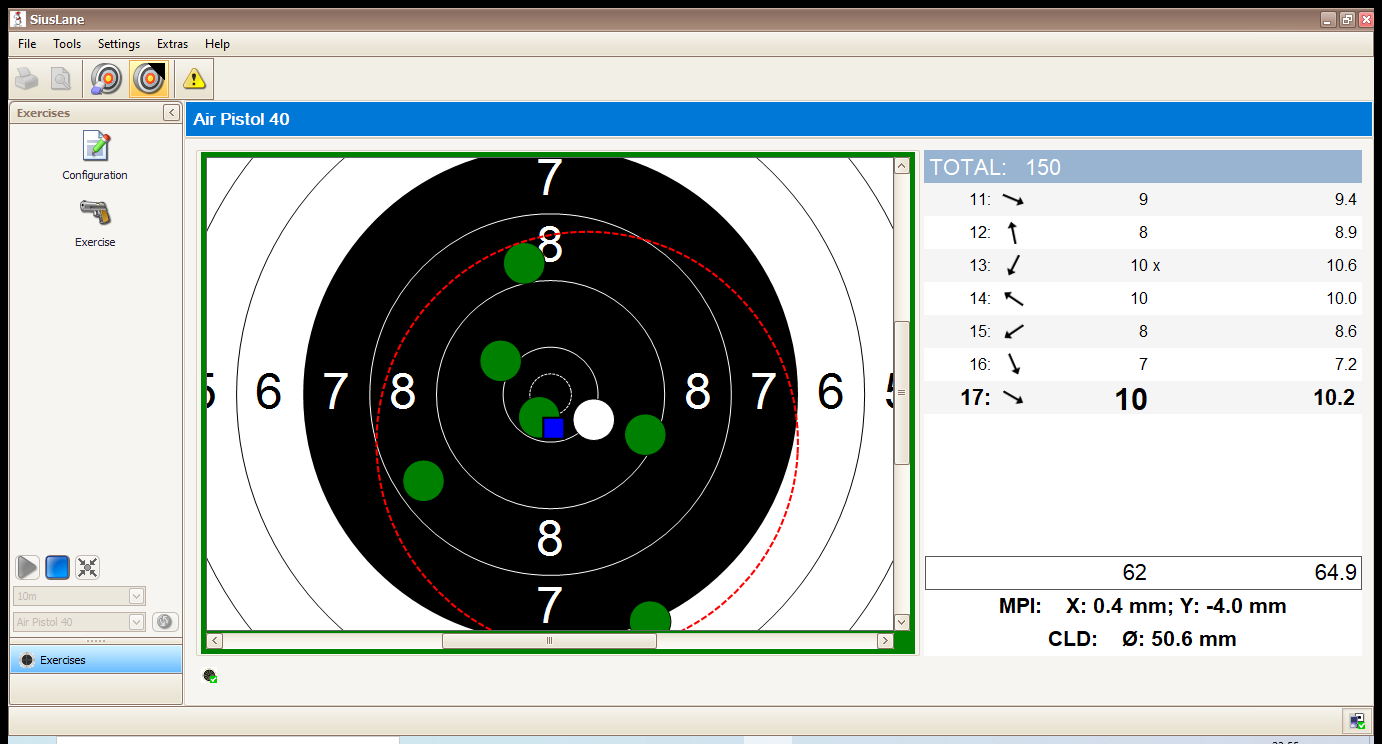 SiusLane
File Tools Settings Extras Help
Exercises
Air Pistol 40
Configuration
Exercise
7
8
6 7 8 8 7 6
8
7
TOTAL: 150
11: 9 9.4
12: 8 8.9
13: 10 x 10.6
14: 10 10.0
15: 8 8.6
16: 7 7.2
17: 10 10.2
62 64.9
MPI: X: 0.4 mm; Y: -4.0 mm
CLD: Ø: 50.6 mm
10m
Air Pistol 40
Exercises